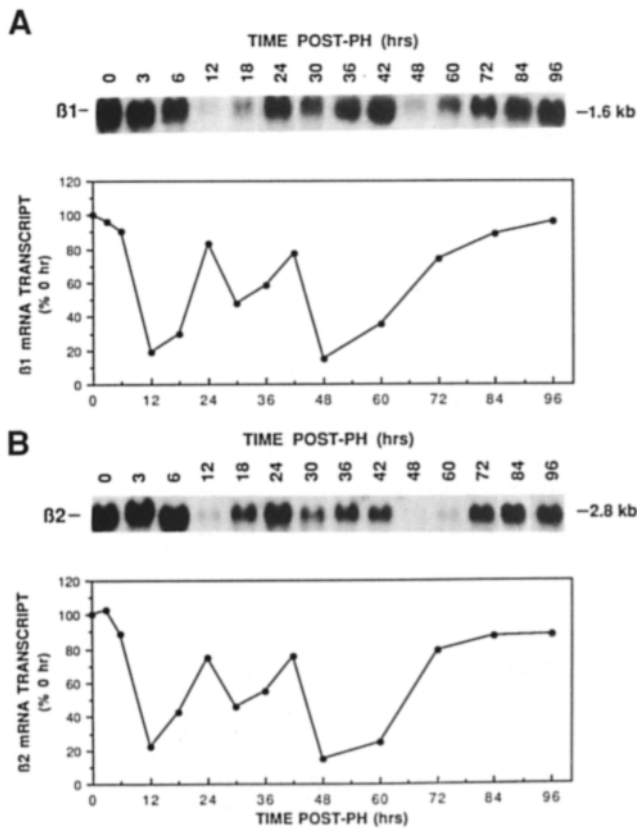 A
TIME POST-PH (hrs)
0 3 6 12 18 24 30 36 42 48 60 72 84 96
ß1– –1.6 kb
ß1 mRNA TRANSCRIPT
(% 0 hr)
120
100
80
60
40
20
0
0 12 24 36 48 60 72 84 96
B
TIME POST-PH (hrs)
0 3 6 12 18 24 30 36 42 48 60 72 84 96
ß2– –2.8 kb
ß2 mRNA TRANSCRIPT
(% 0 hr)
120
100
80
60
40
20
0
0 12 24 36 48 60 72 84 96
TIME POST-PH (hrs)